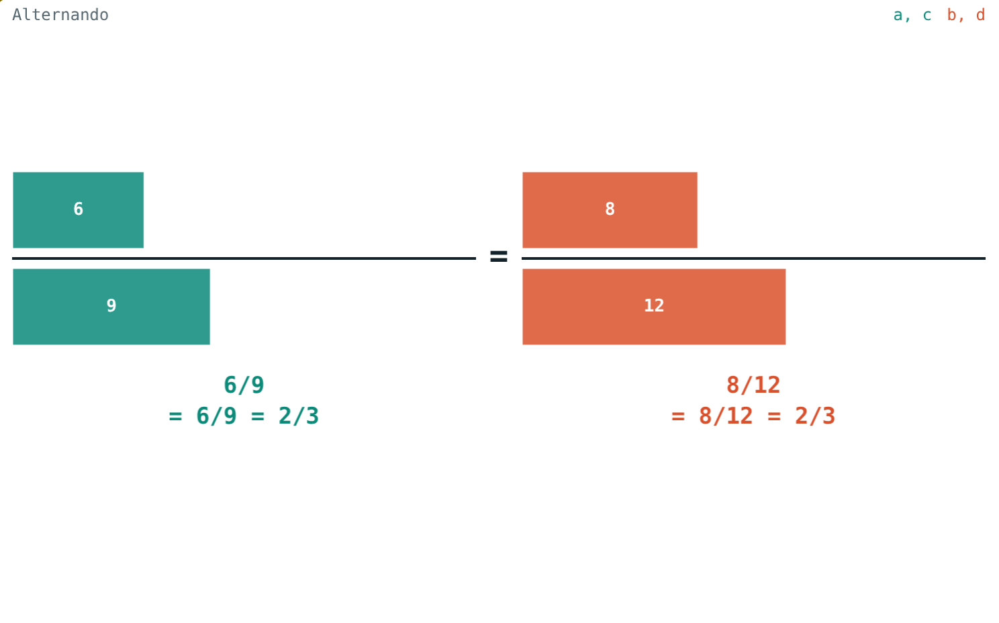 Alternando
a, c b, d
6
8
=
9
12
6/9
= 6/9 = 2/3
8/12
= 8/12 = 2/3